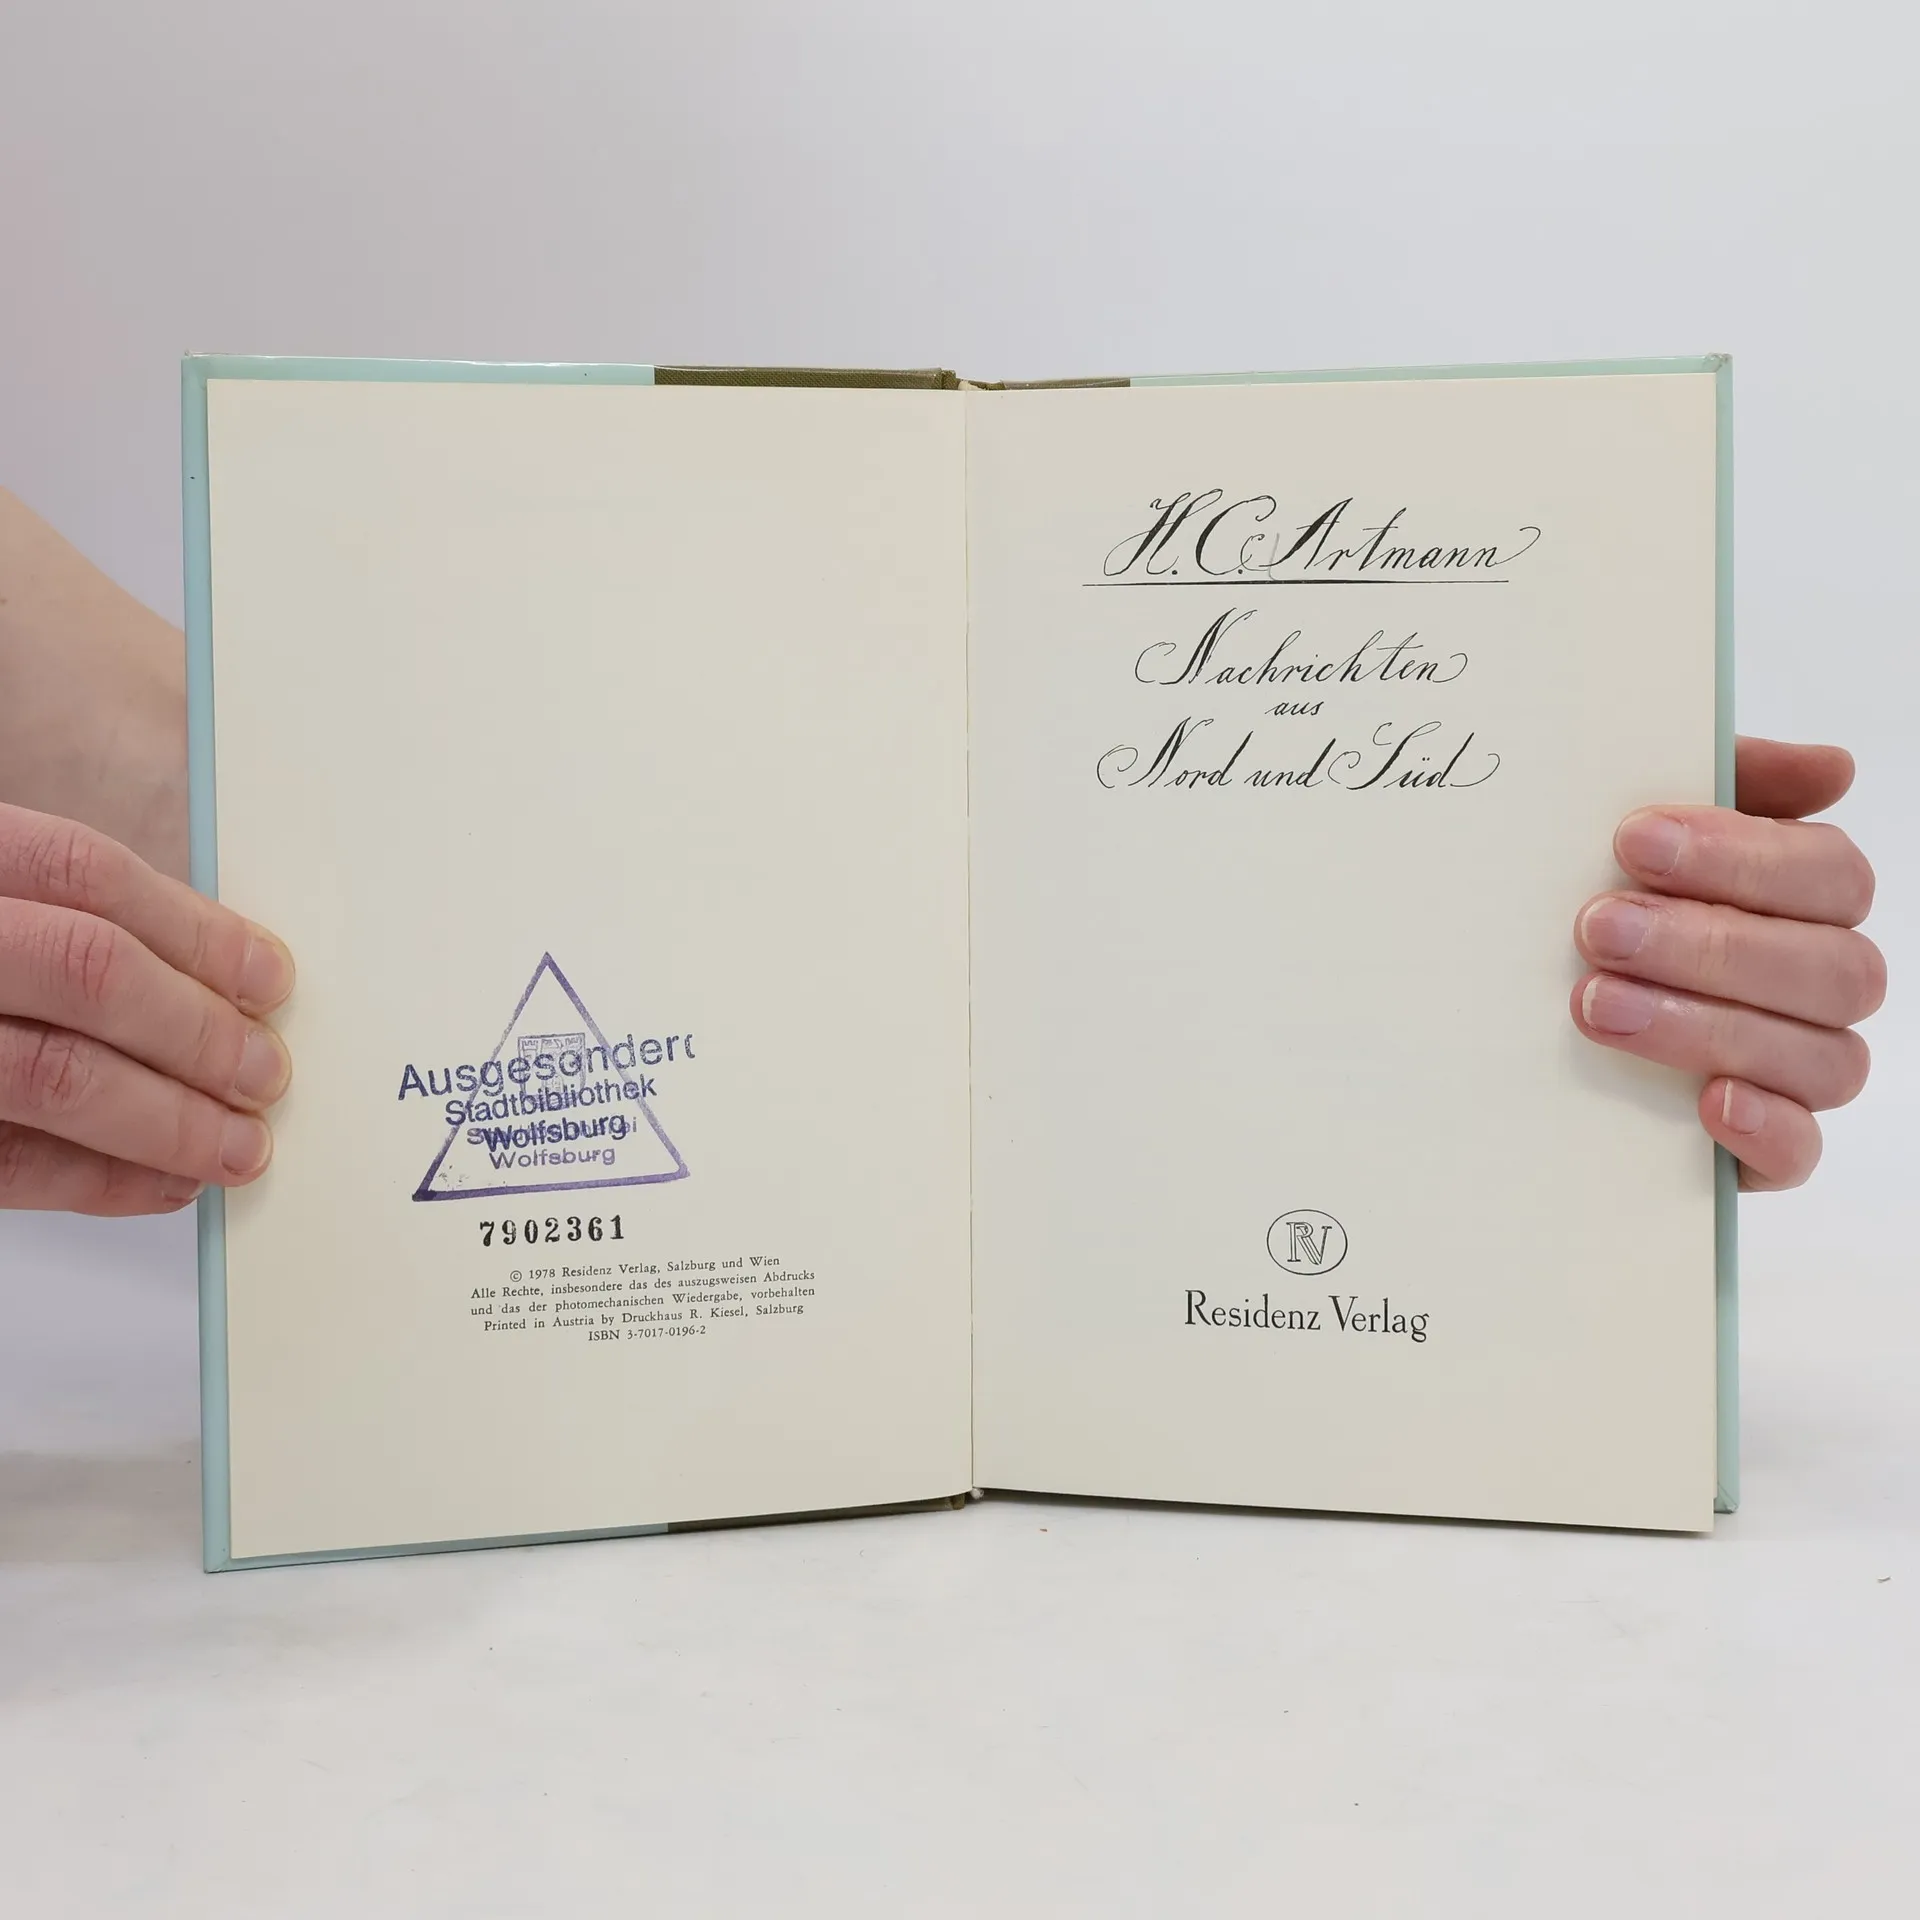 Ausgesondert
Stadtbibliothek
Wolfsburg
Wolfsburg
7902361
© 1978 Residenz Verlag, Salzburg und Wien
Alle Rechte, insbesondere das des auszugsweisen Abdrucks
und das der photomechanischen Wiedergabe, vorbehalten
Printed in Austria by Druckhaus R. Kiesel, Salzburg
ISBN 3-7017-0196-2
H. C. Artmann
Nachrichten
aus
Nord und Süd
RV
Residenz Verlag